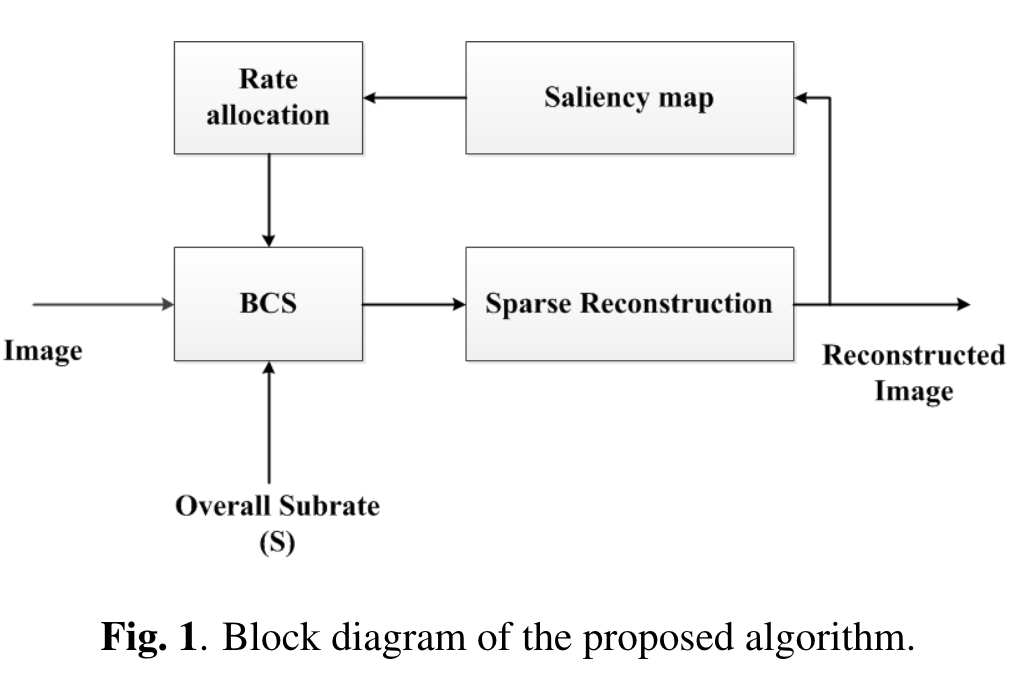 Rate
allocation
Saliency map
BCS
Sparse Reconstruction
Image
Reconstructed
Image
Overall Subrate
(S)
Fig. 1. Block diagram of the proposed algorithm.